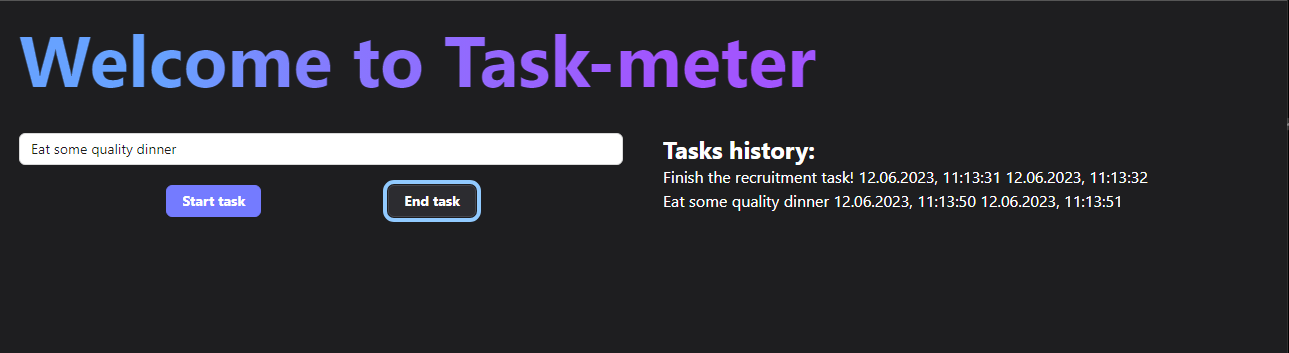 Welcome to Task-meter
Eat some quality dinner
Start task
End task
Tasks history:
Finish the recruitment task! 12.06.2023, 11:13:31 12.06.2023, 11:13:32
Eat some quality dinner 12.06.2023, 11:13:50 12.06.2023, 11:13:51